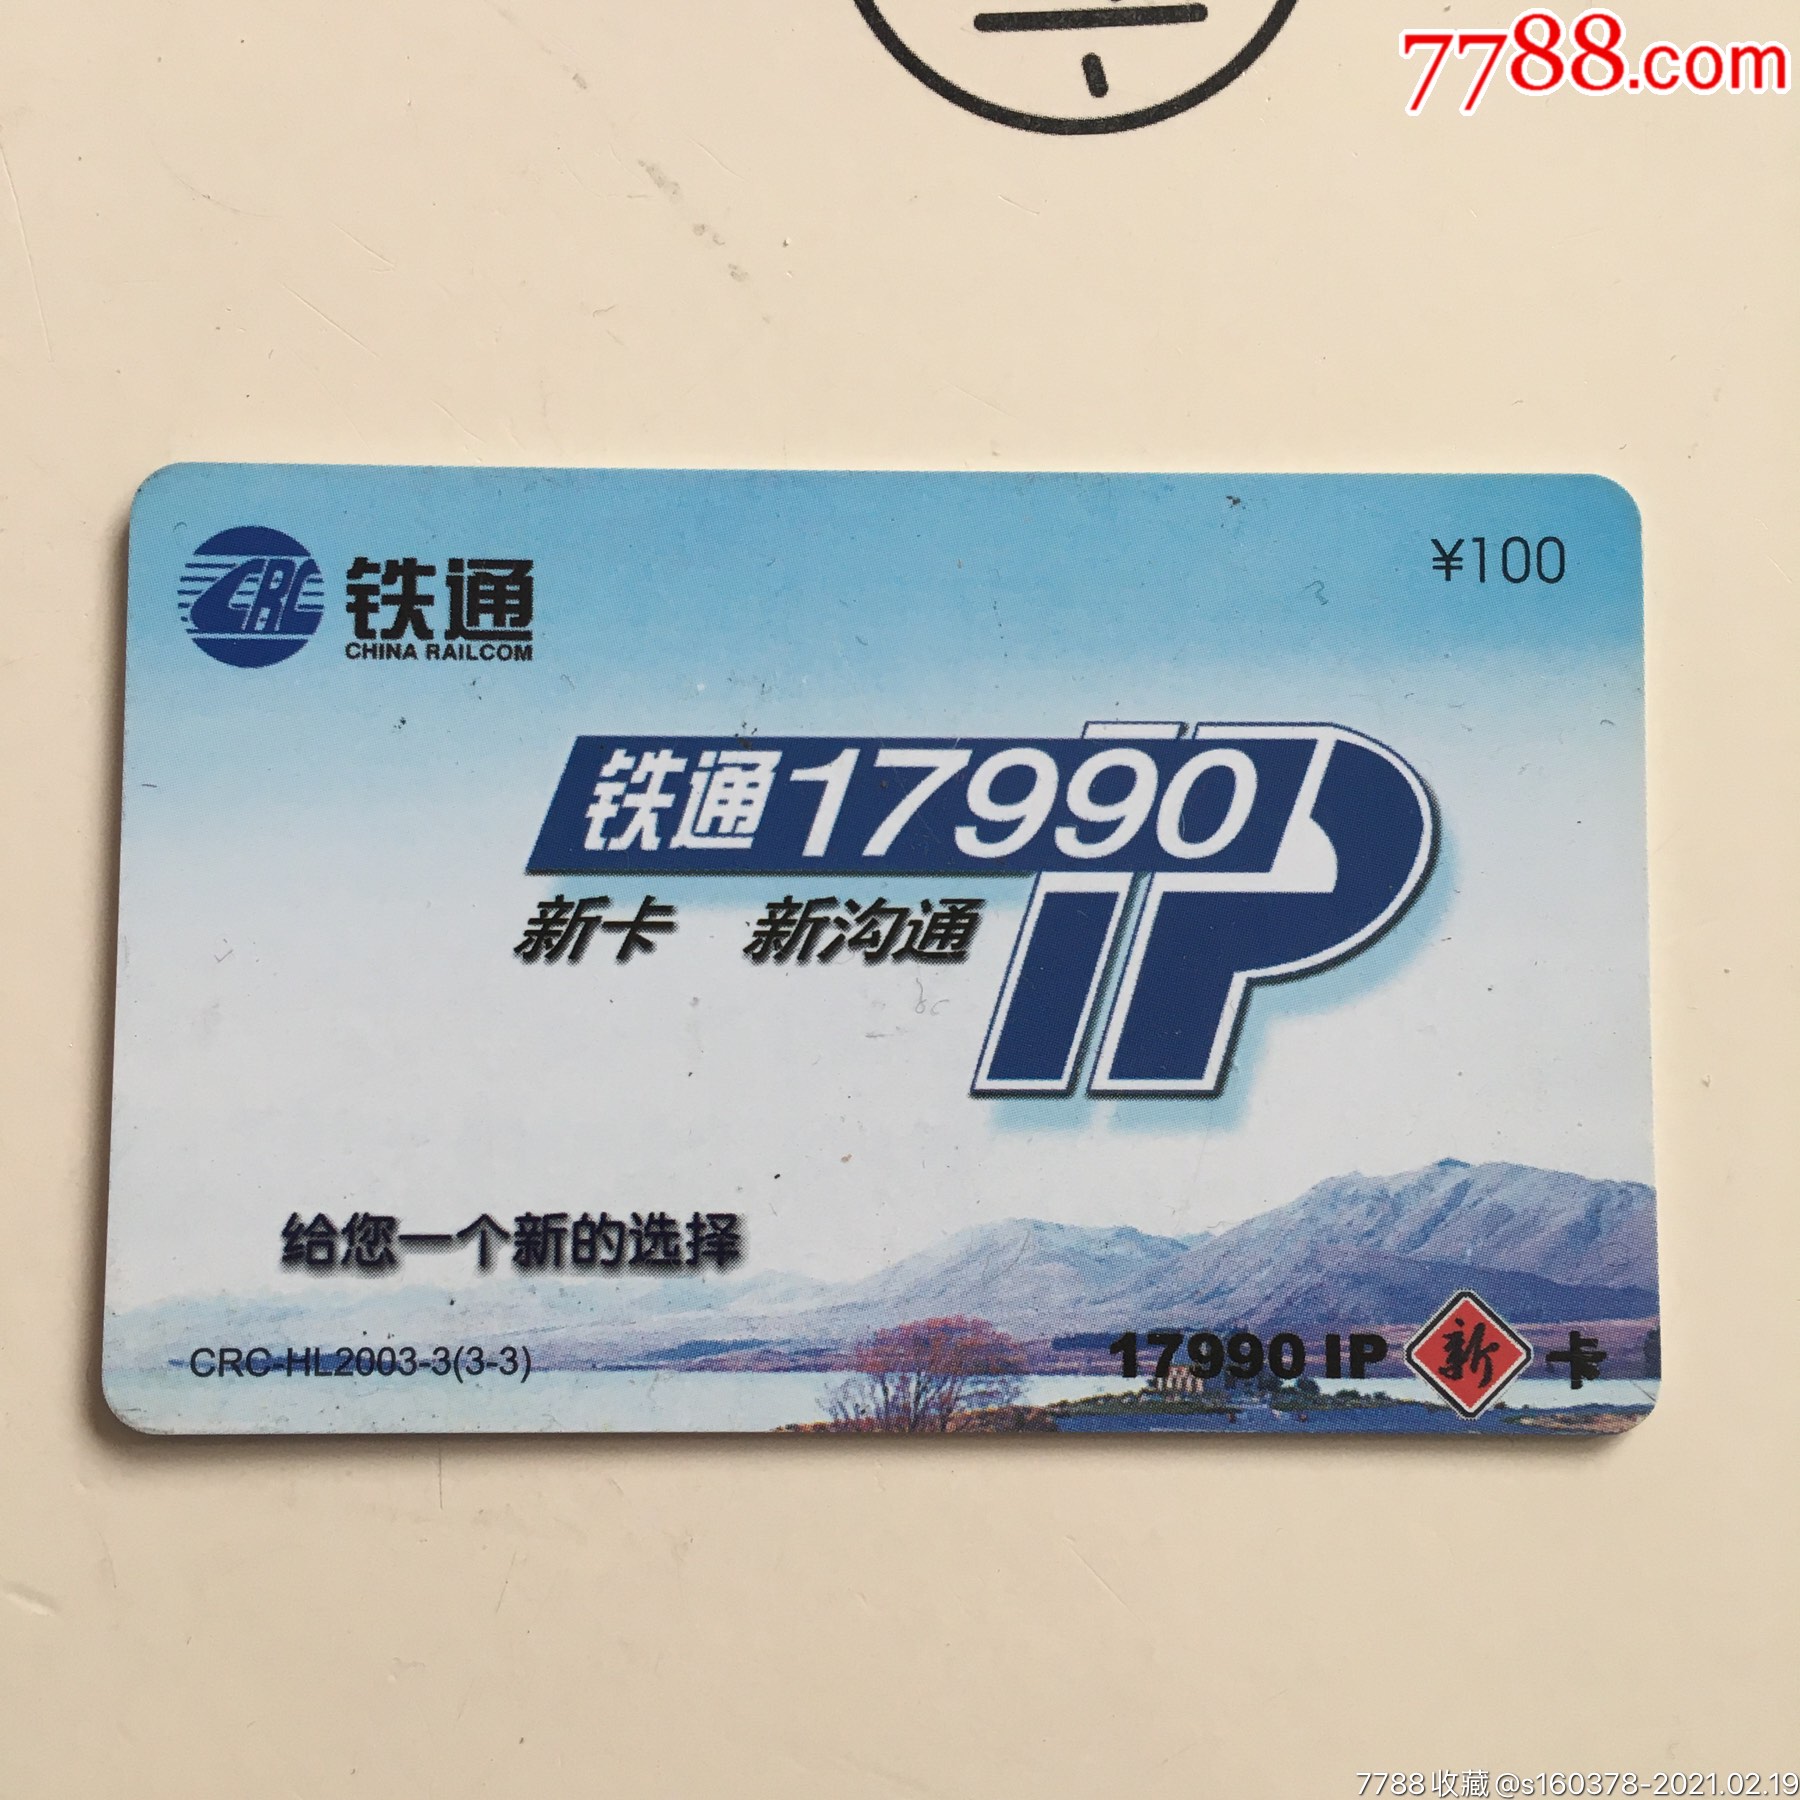 7788.com
CRC 铁通
CHINA RAILCOM
¥100
铁通17990
IP
新卡 新沟通
给您一个新的选择
CRC-HL2003-3(3-3)
17990 IP 新 卡
7788收藏@s160378-2021.02.19